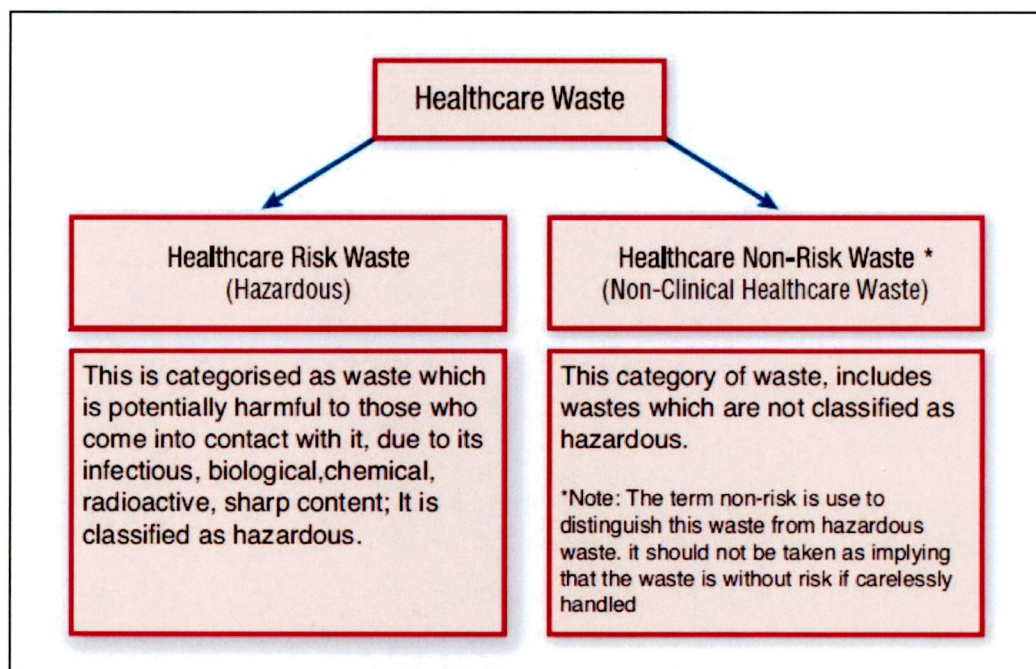 Healthcare Waste
Healthcare Risk Waste
(Hazardous)
Healthcare Non-Risk Waste *
(Non-Clinical Healthcare Waste)
This is categorised as waste which
is potentially harmful to those who
come into contact with it, due to its
infectious, biological,chemical,
radioactive, sharp content; It is
classified as hazardous.
This category of waste, includes
wastes which are not classified as
hazardous.
*Note: The term non-risk is use to
distinguish this waste from hazardous
waste. it should not be taken as implying
that the waste is without risk if carelessly
handled